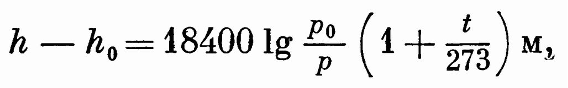 h — h₀ = 18400 lg p₀/p (1 + t/273) м,